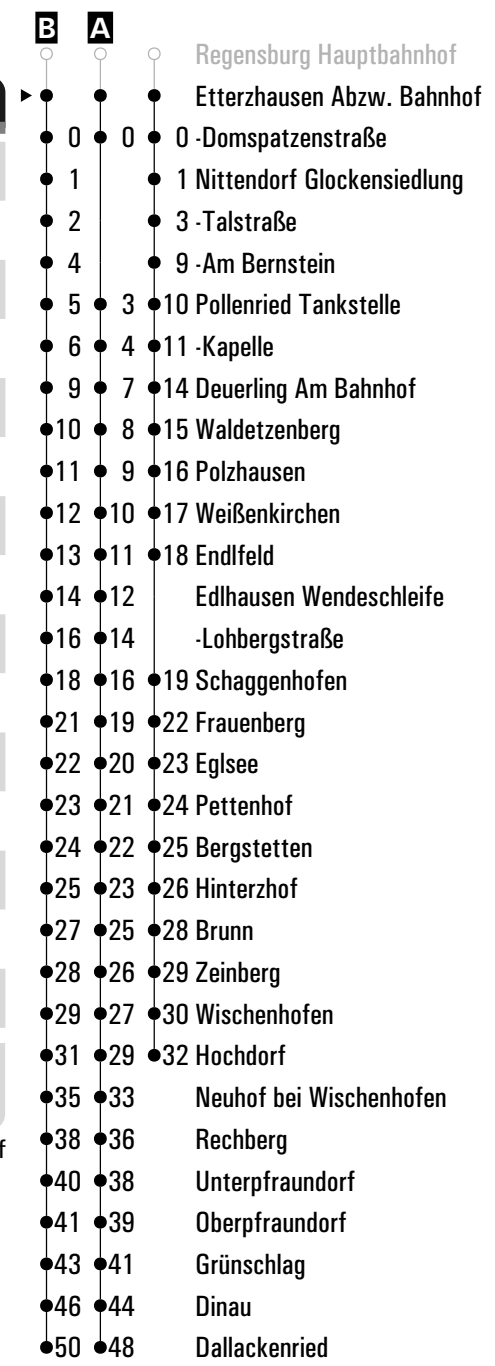 B A
Regensburg Hauptbahnhof
Etterzhausen Abzw. Bahnhof
0 0 0 -Domspatzenstraße
1 1 Nittendorf Glockensiedlung
2 3 -Talstraße
4 9 -Am Bernstein
5 3 10 Pollenried Tankstelle
6 4 11 -Kapelle
9 7 14 Deuerling Am Bahnhof
10 8 15 Waldetzenberg
11 9 16 Polzhausen
12 10 17 Weißenkirchen
13 11 18 Endlfeld
14 12 Edlhausen Wendeschleife
16 14 -Lohbergstraße
18 16 19 Schaggenhofen
21 19 22 Frauenberg
22 20 23 Eglsee
23 21 24 Pettenhof
24 22 25 Bergstetten
25 23 26 Hinterzhof
27 25 28 Brunn
28 26 29 Zeinberg
29 27 30 Wischenhofen
31 29 32 Hochdorf
35 33 Neuhof bei Wischenhofen
38 36 Rechberg
40 38 Unterpfraundorf
41 39 Oberpfraundorf
43 41 Grünschlag
46 44 Dinau
50 48 Dallackenried